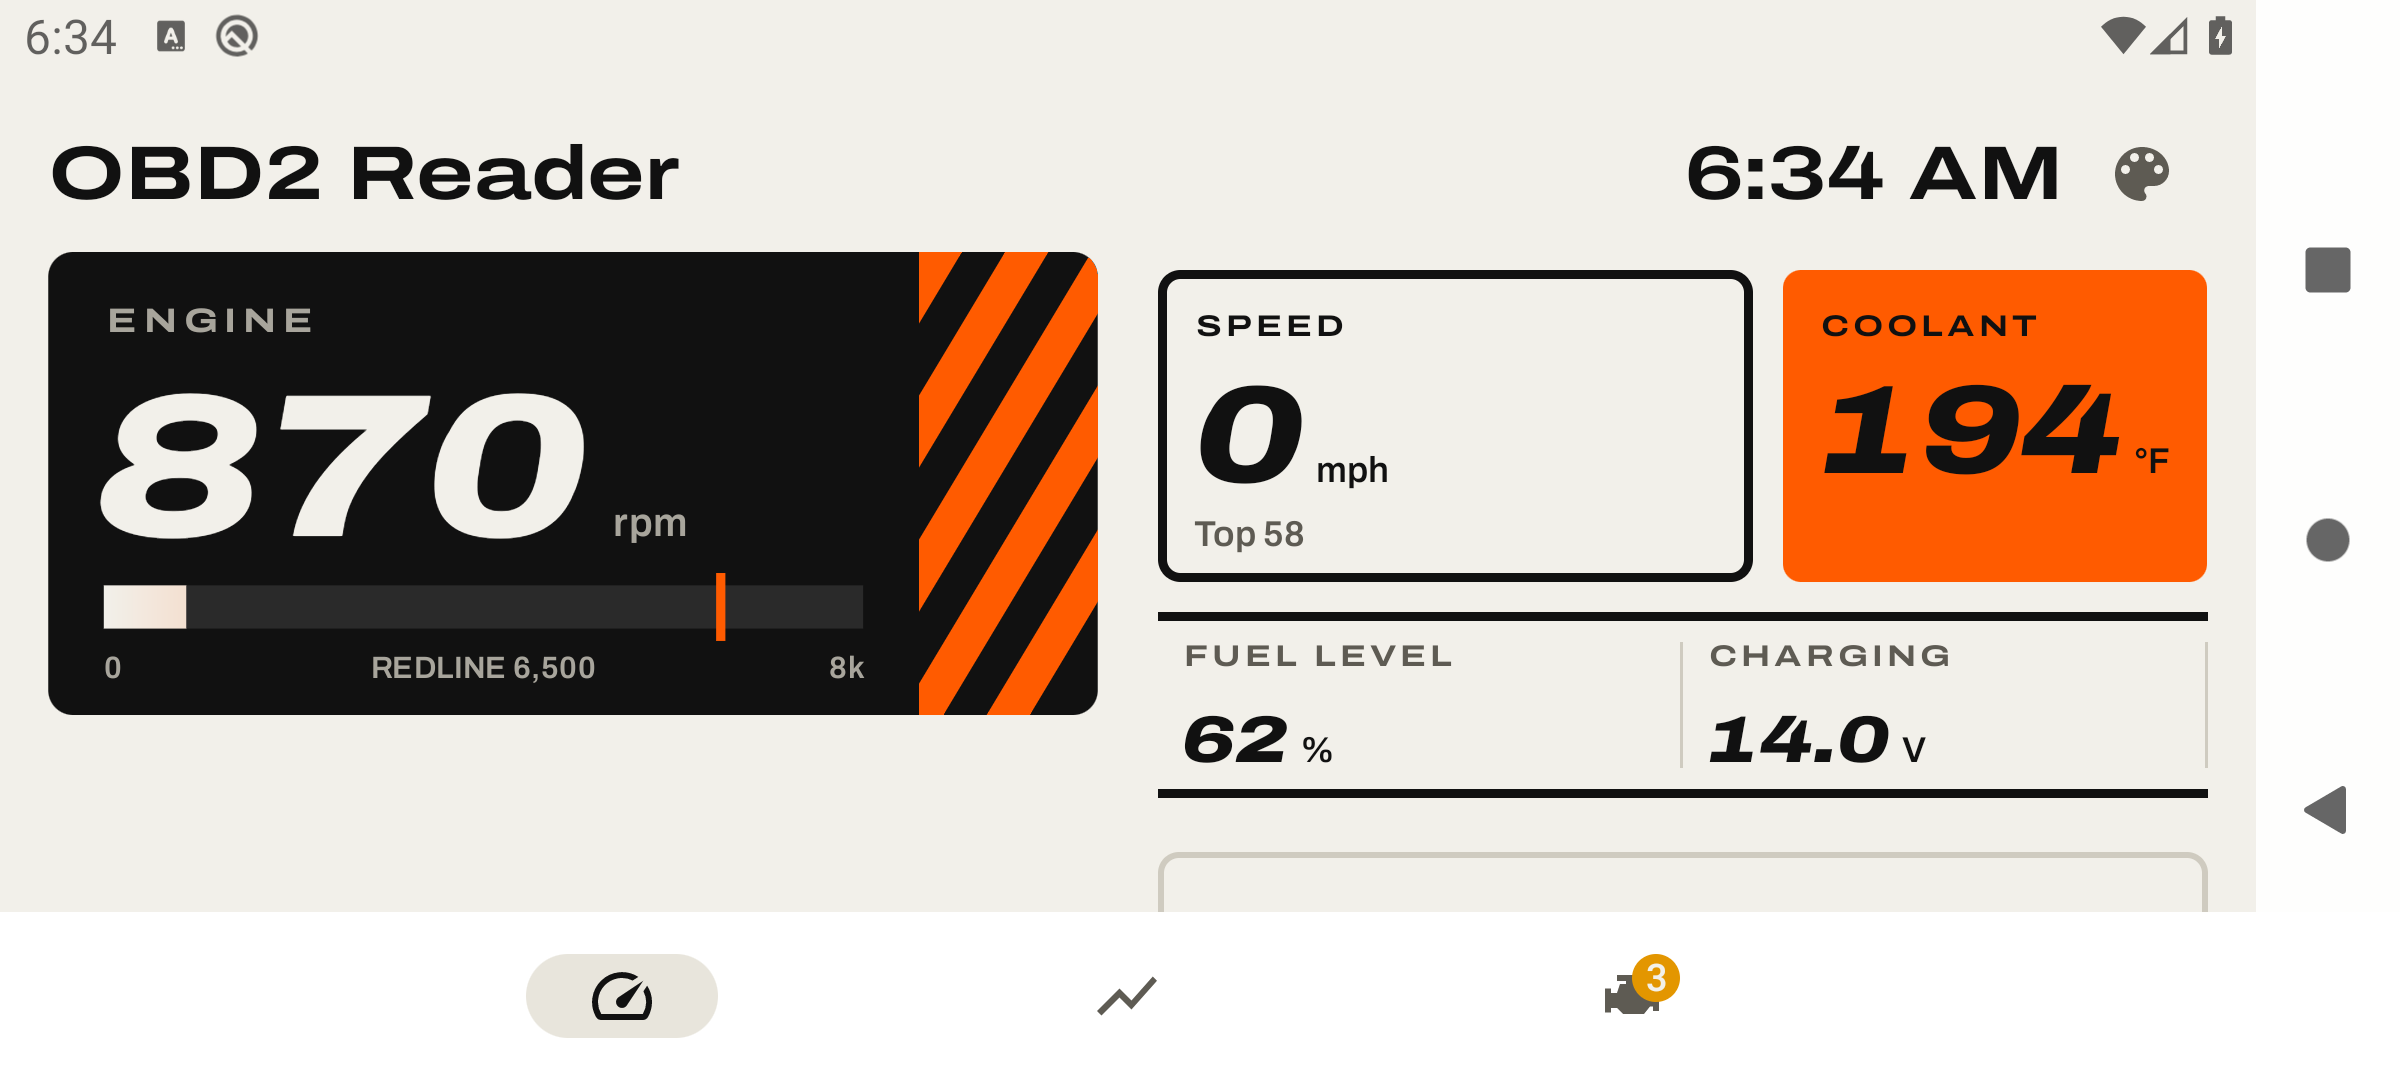 6:34
OBD2 Reader
6:34 AM
ENGINE
870 rpm
0 REDLINE 6,500 8k
SPEED
0 mph
Top 58
COOLANT
194 °F
FUEL LEVEL
62 %
CHARGING
14.0 V
3